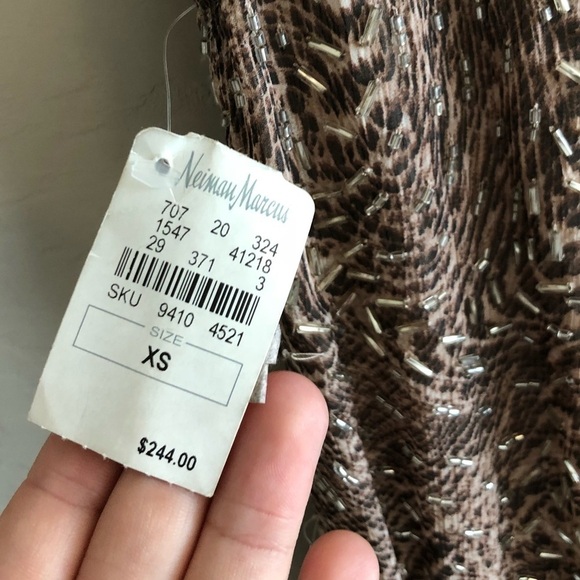 Neiman Marcus
707 20 324
1547 41218
29 371 3
SKU 9410 4521
SIZE
XS
$244.00